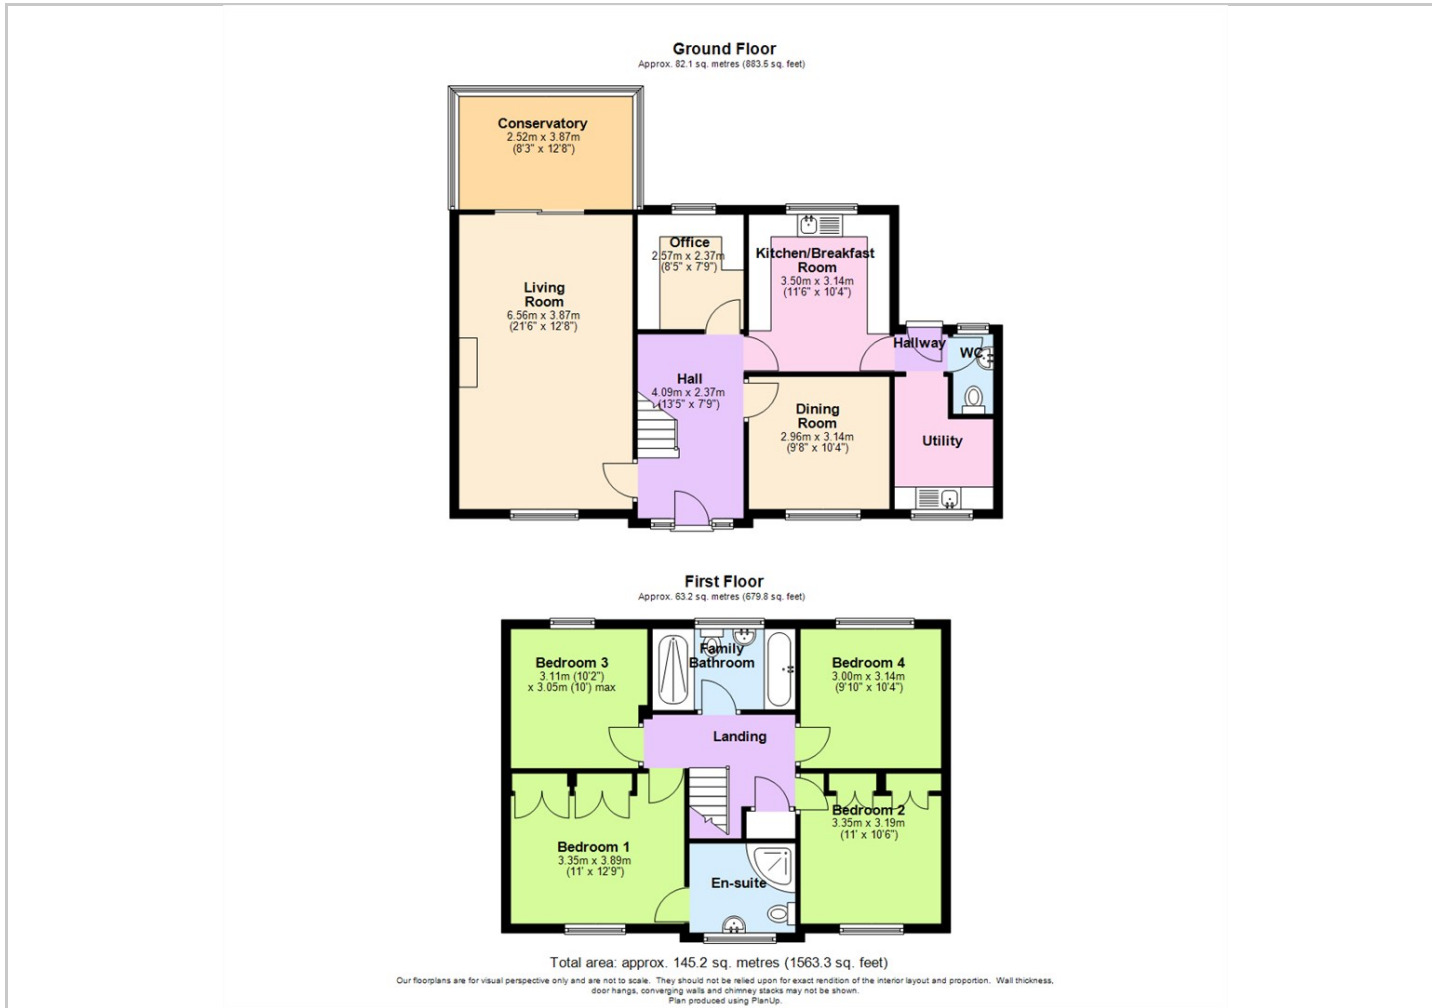 Ground Floor
Approx. 82.1 sq. metres (883.5 sq. feet)
Conservatory
2.52m x 3.87m
(8'3" x 12'8")
Office
2.57m x 2.37m
(8'5" x 7'9")
Kitchen/Breakfast
Room
3.50m x 3.14m
(11'6" x 10'4")
Living
Room
6.56m x 3.87m
(21'6" x 12'8")
Hallway
WC
Hall
4.09m x 2.37m
(13'5" x 7'9")
Dining
Room
2.96m x 3.14m
(9'8" x 10'4")
Utility
First Floor
Approx. 63.2 sq. metres (679.8 sq. feet)
Bedroom 3
3.11m (10'2")
x 3.05m (10') max
Family
Bathroom
Bedroom 4
3.00m x 3.14m
(9'10" x 10'4")
Landing
Bedroom 2
3.35m x 3.19m
(11' x 10'6")
Bedroom 1
3.35m x 3.89m
(11' x 12'9")
En-suite
Total area: approx. 145.2 sq. metres (1563.3 sq. feet)
Our floorplans are for visual perspective only and are not to scale. They should not be relied upon for exact rendition of the interior layout and proportion. Wall thickness,
door hangs, converging walls and chimney stacks may not be shown.
Plan produced using PlanUp.